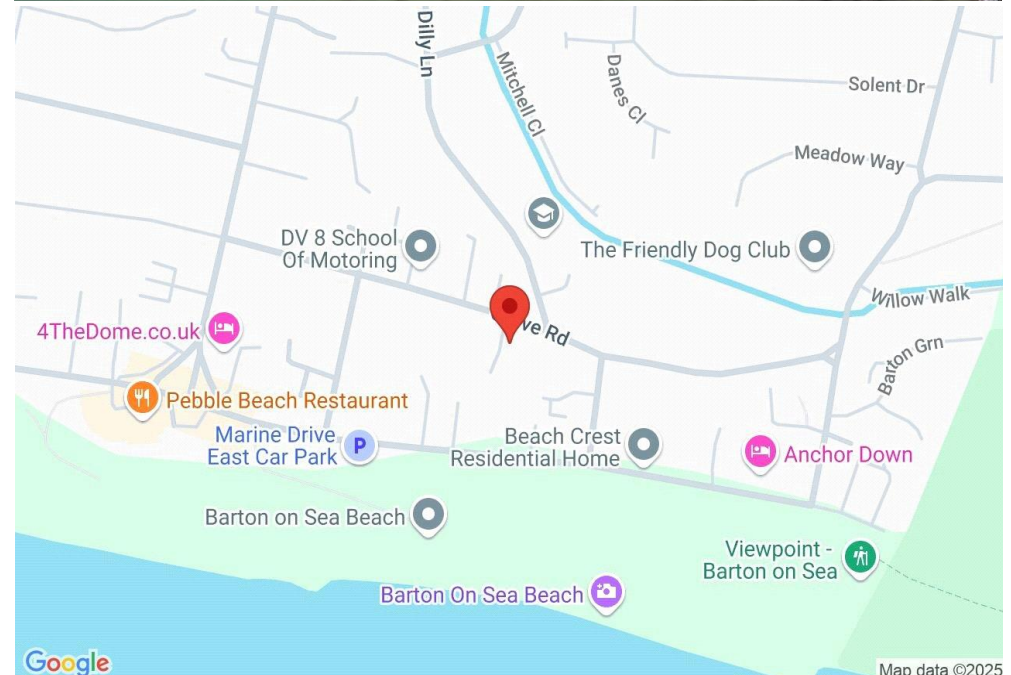 Dilly Ln
Mitchell Cl
Danes Cl
Solent Dr
Meadow Way
DV 8 School
Of Motoring
The Friendly Dog Club
Willow Walk
4TheDome.co.uk
Rd
Barton Grn
Pebble Beach Restaurant
Marine Drive
East Car Park
P
Beach Crest
Residential Home
Anchor Down
Barton on Sea Beach
Viewpoint -
Barton on Sea
Barton On Sea Beach
Google
Map data ©2025